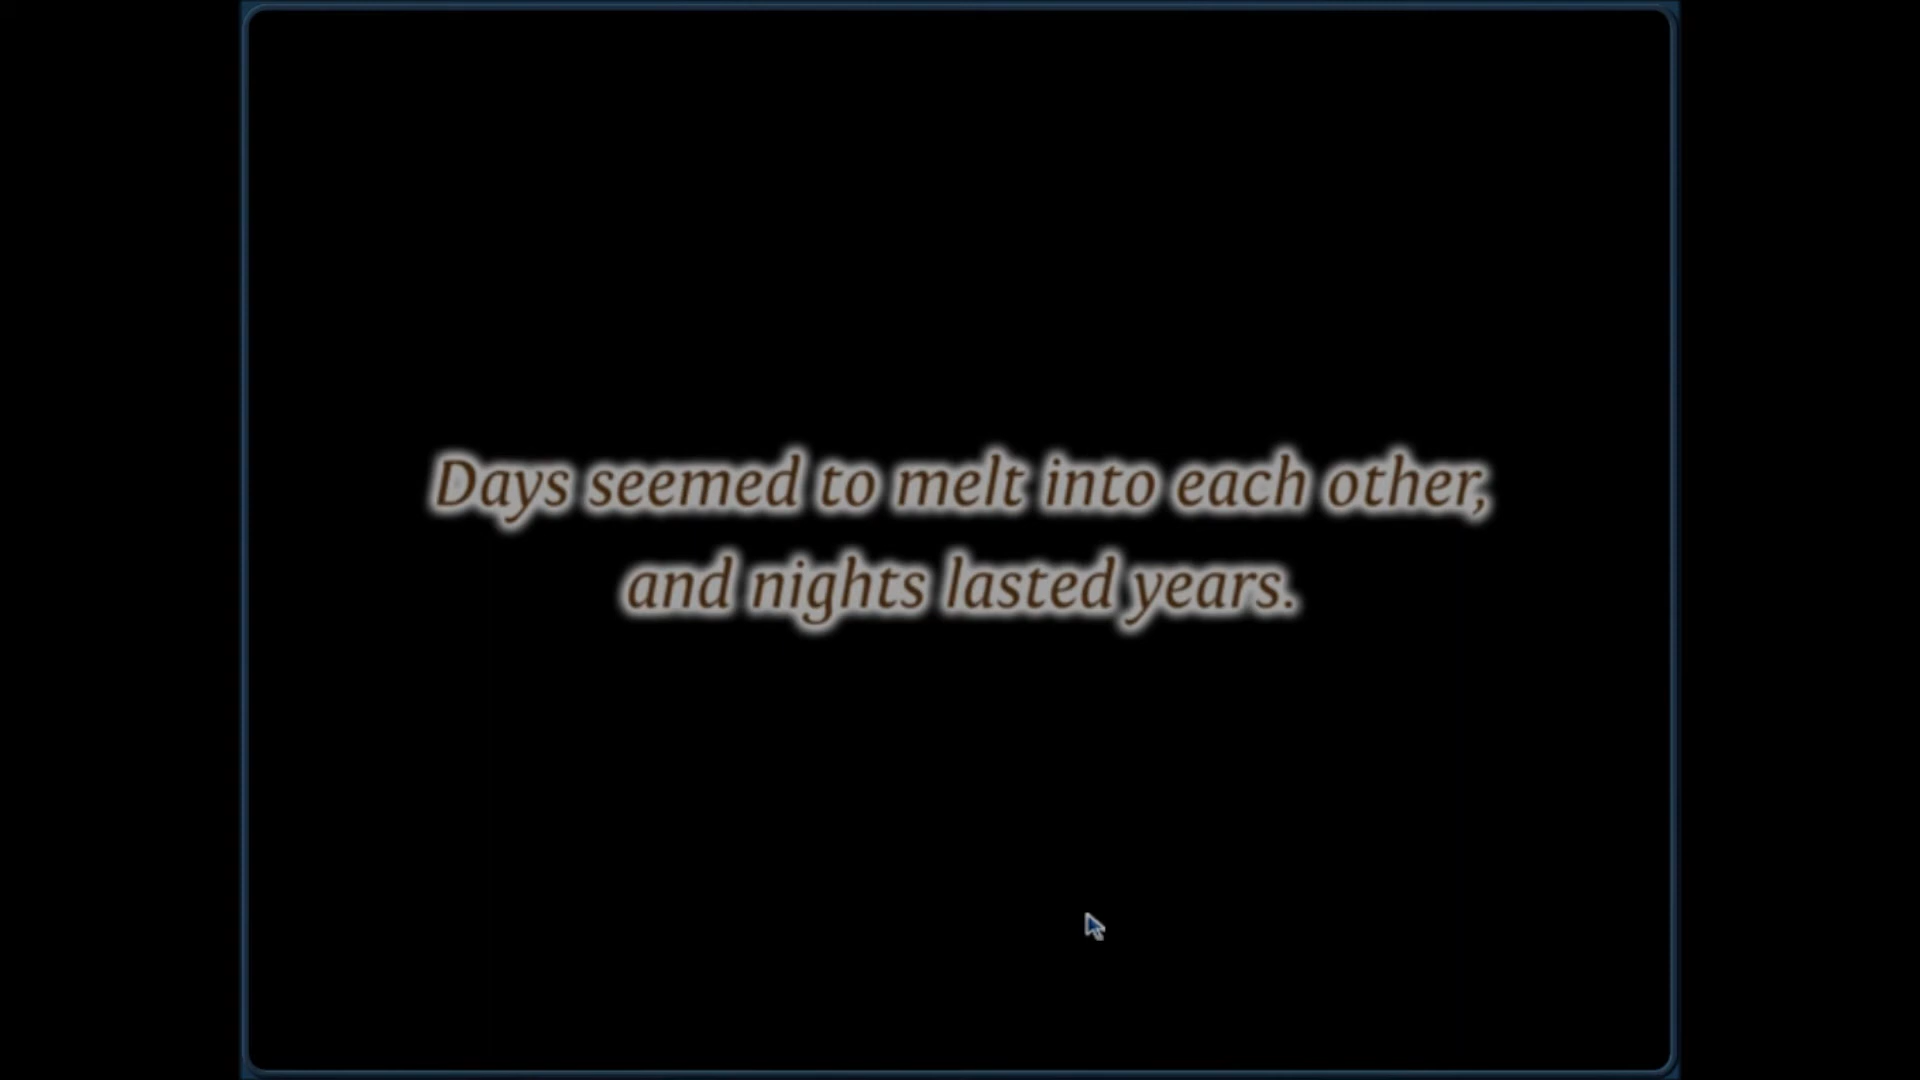 Days seemed to melt into each other,
and nights lasted years.